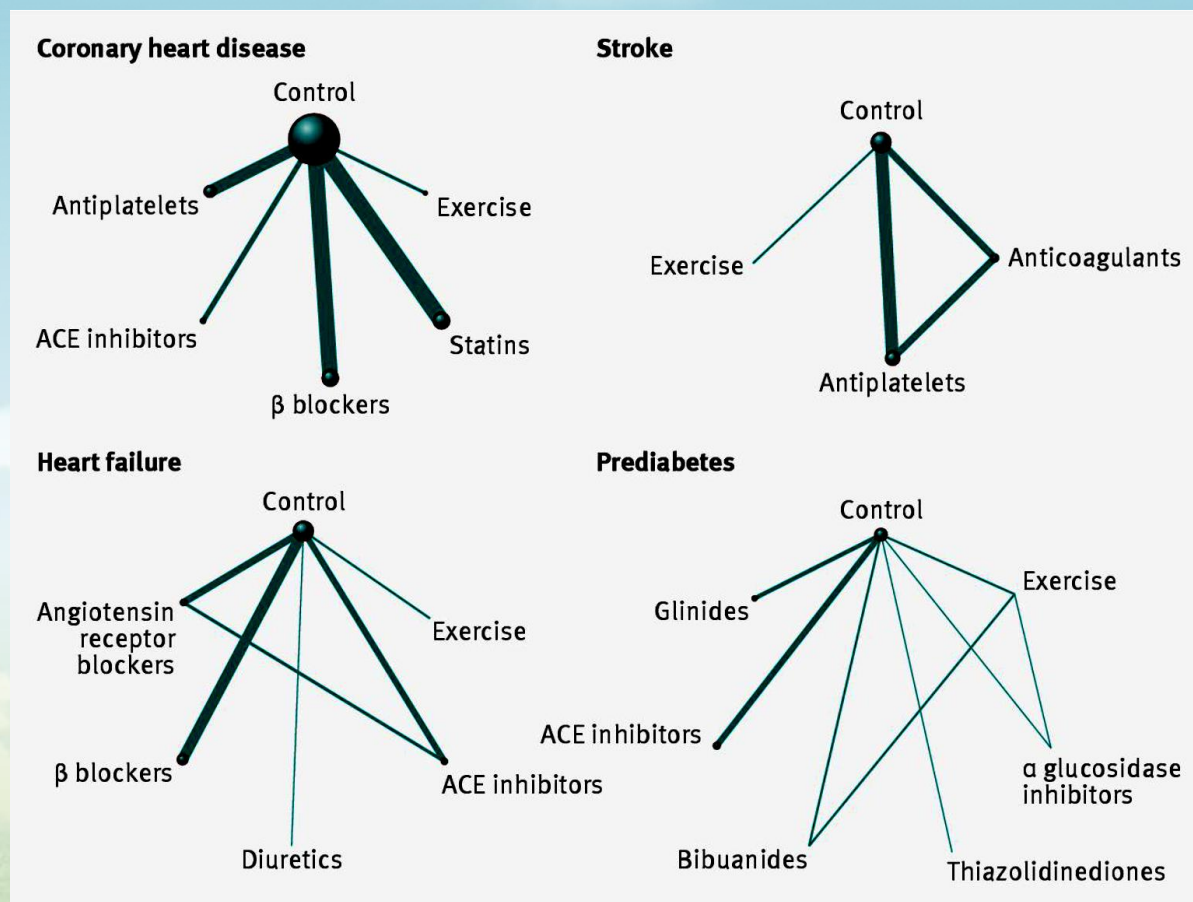 Coronary heart disease
Control
Antiplatelets
Exercise
ACE inhibitors
Statins
β blockers
Stroke
Control
Exercise
Anticoagulants
Antiplatelets
Heart failure
Control
Angiotensin
receptor
blockers
Exercise
β blockers
ACE inhibitors
Diuretics
Prediabetes
Control
Exercise
Glinides
ACE inhibitors
α glucosidase
inhibitors
Bibuanides
Thiazolidinediones